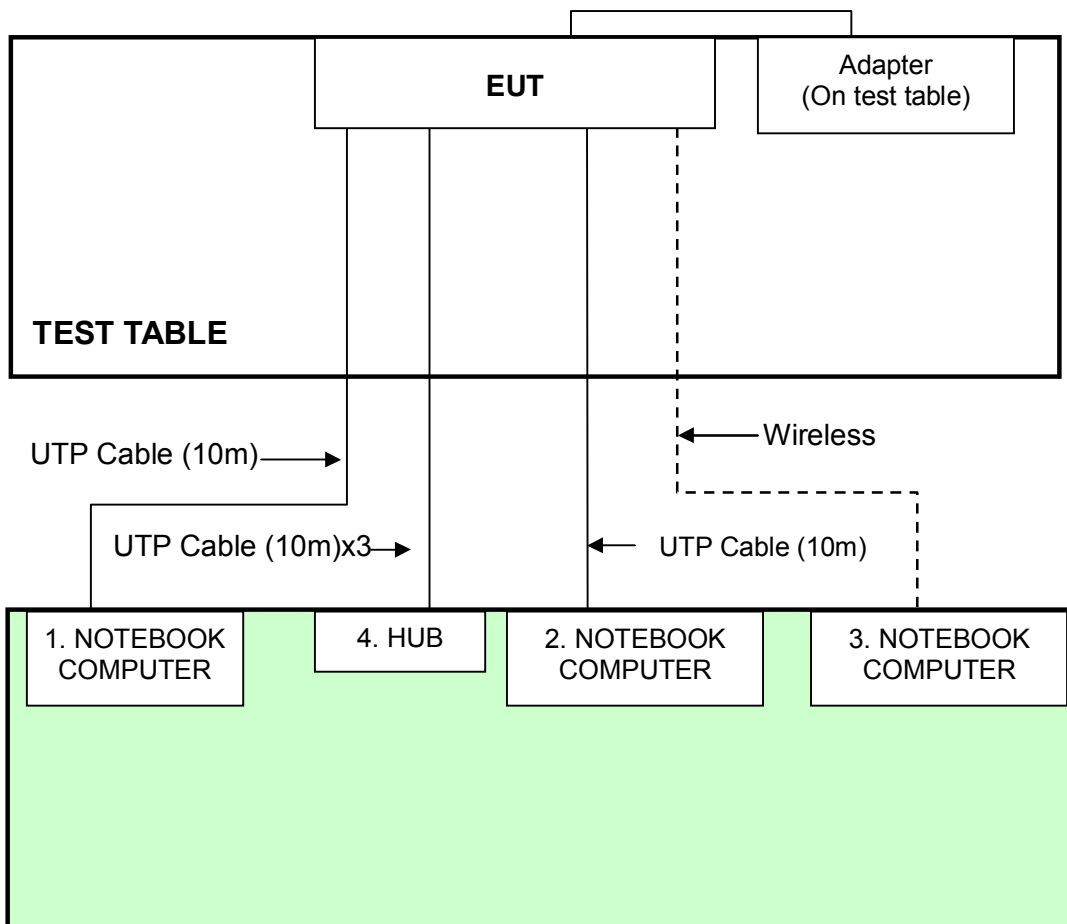 EUT
Adapter
(On test table)
TEST TABLE
Wireless
UTP Cable (10m)
UTP Cable (10m)x3
UTP Cable (10m)
1. NOTEBOOK
COMPUTER
4. HUB
2. NOTEBOOK
COMPUTER
3. NOTEBOOK
COMPUTER